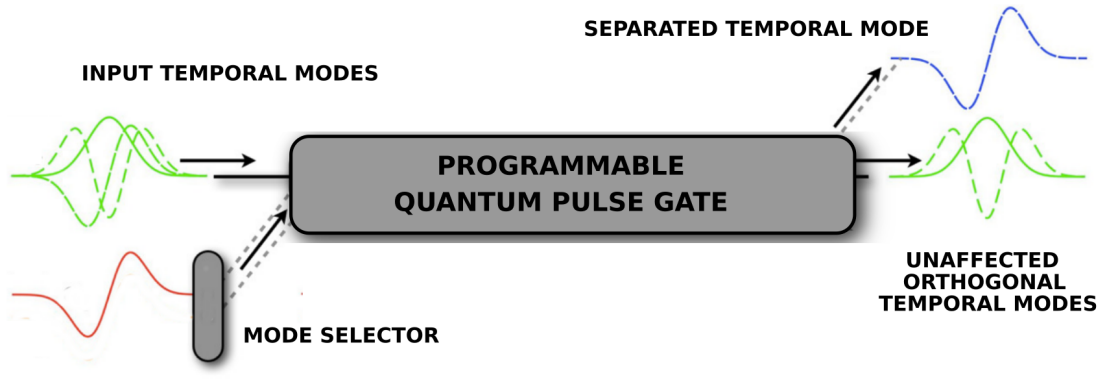 SEPARATED TEMPORAL MODE
INPUT TEMPORAL MODES
PROGRAMMABLE
QUANTUM PULSE GATE
UNAFFECTED
ORTHOGONAL
TEMPORAL MODES
MODE SELECTOR